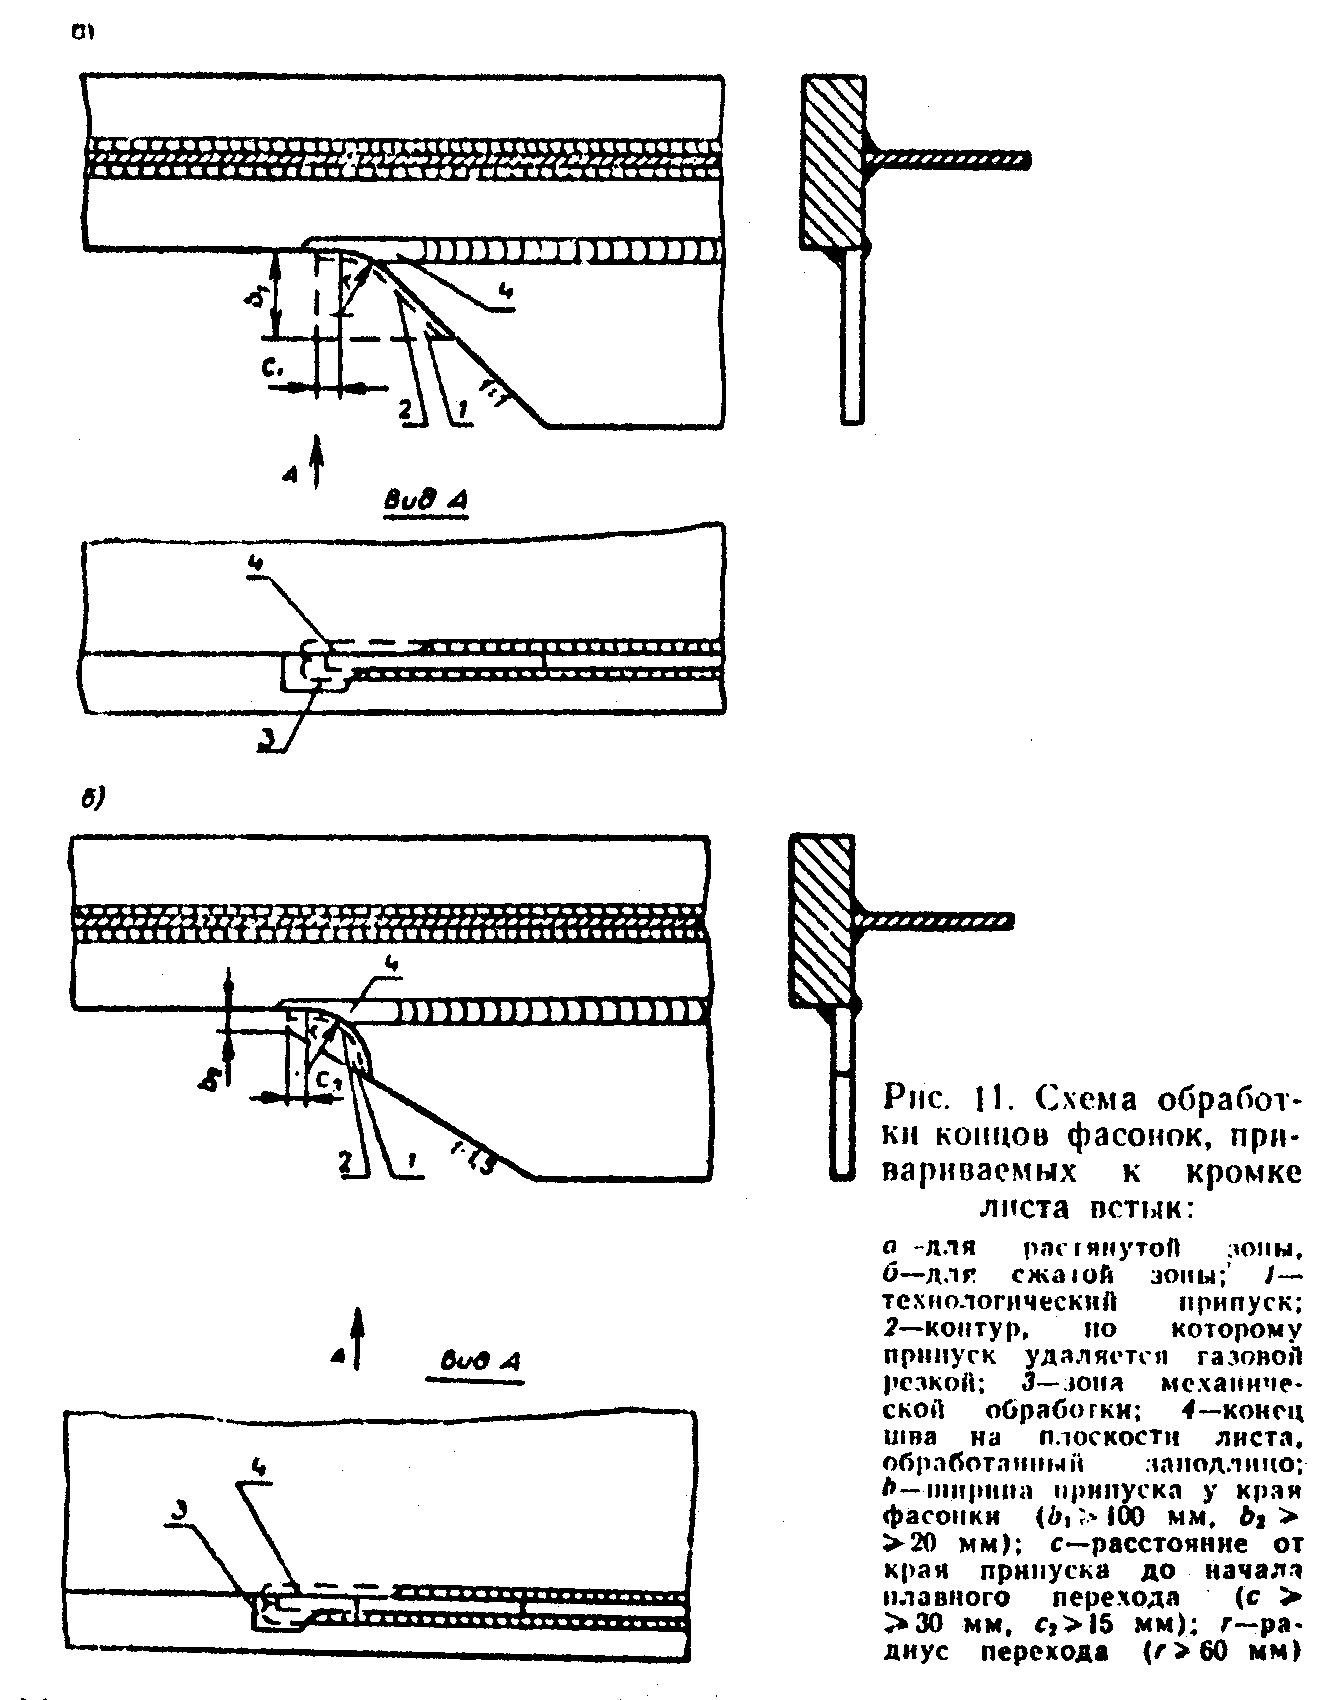 а)
b₁
r
4
c₁
2
1
1:1
A
Вид А
4
3
б)
4
b₂
r
c₂
2
1
1:1,5
A
Вид А
4
3
Рис. 11. Схема обработ-
ки концов фасонок, при-
вариваемых к кромке
листа встык:
а—для растянутой зоны,
б—для сжатой зоны; 1—
технологический припуск;
2—контур, по которому
припуск удаляется газовой
резкой; 3—зона механиче-
ской обработки; 4—конец
шва на плоскости листа,
обработанный заподлицо;
b—ширина припуска у края
фасонки (b₁ > 100 мм, b₂ >
> 20 мм); c—расстояние от
края припуска до начала
плавного перехода (c >
> 30 мм, c₂ > 15 мм); r—ра-
диус перехода (r > 60 мм)